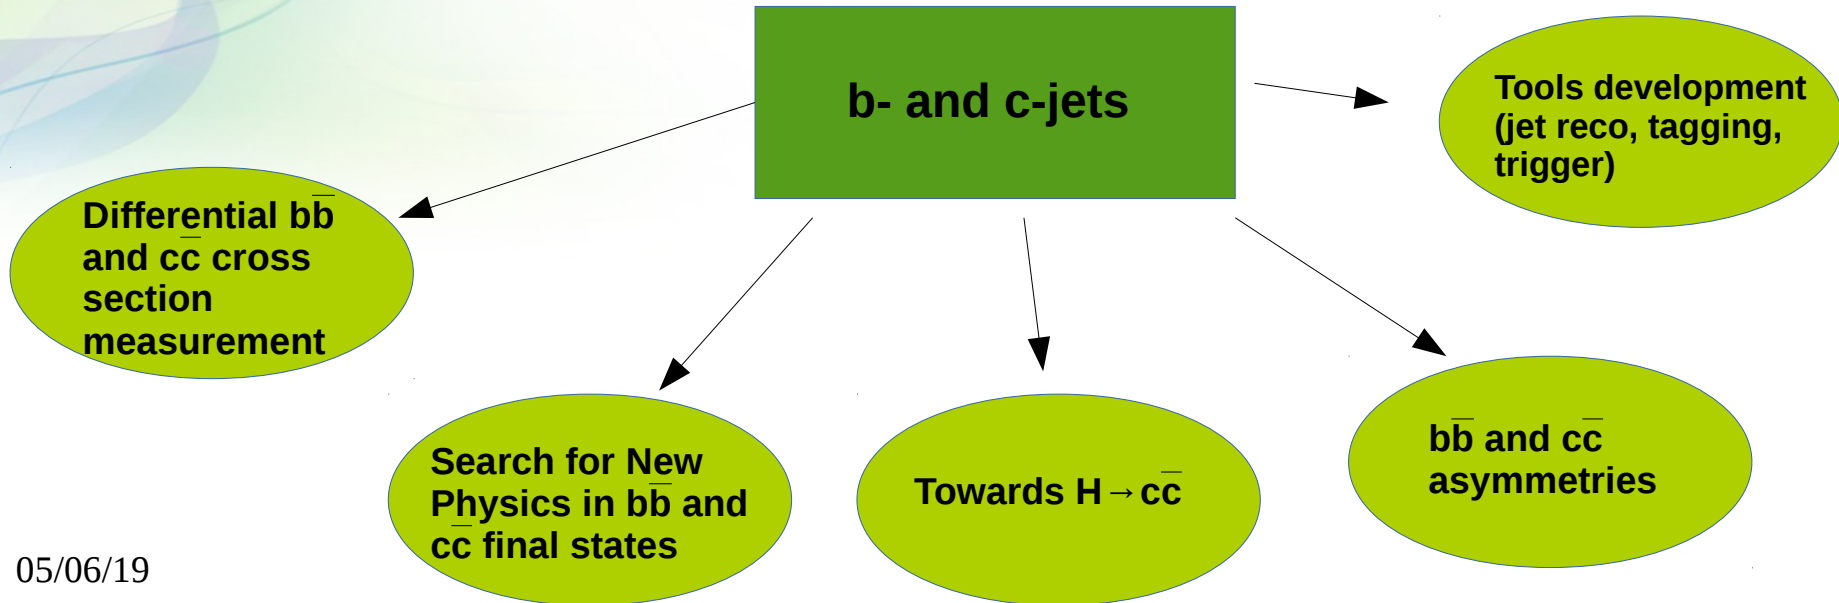 b- and c-jets
Tools development
(jet reco, tagging,
trigger)
Differential bb̅
and cc̅ cross
section
measurement
Search for New
Physics in bb̅ and
cc̅ final states
Towards H→cc̅
bb̅ and cc̅
asymmetries
05/06/19